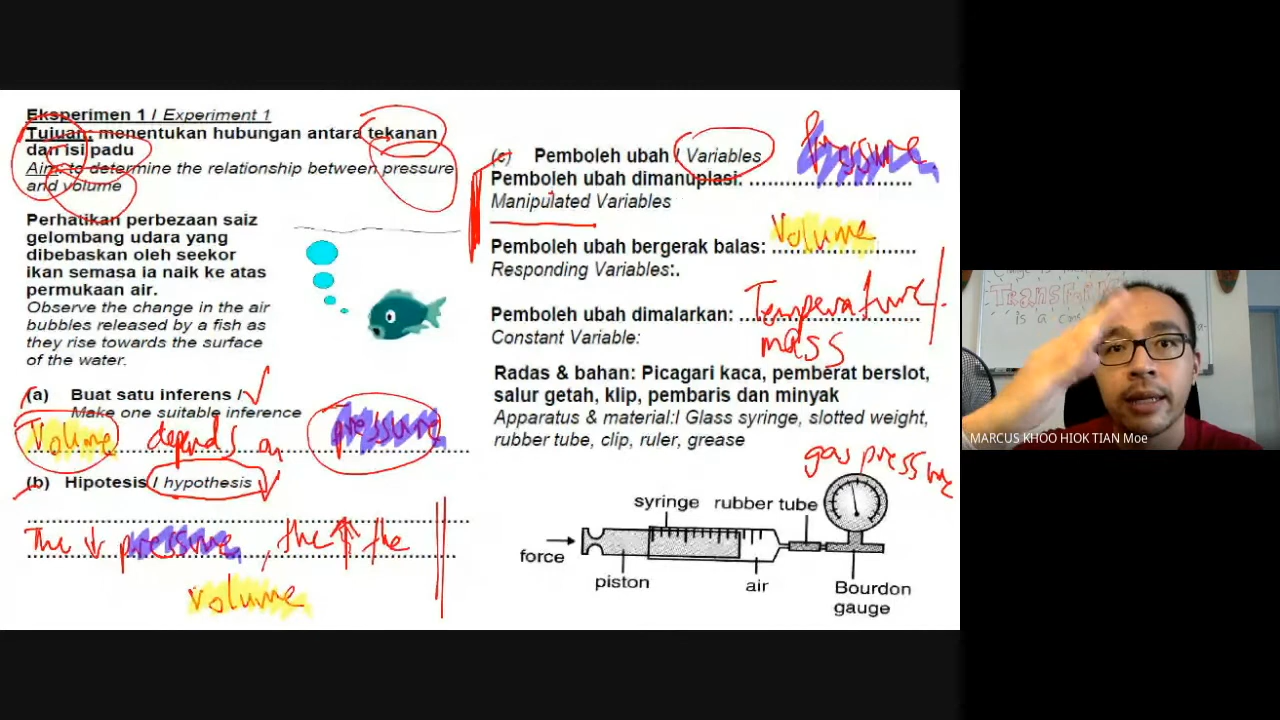 Eksperimen 1 / Experiment 1
Tujuan: menentukan hubungan antara tekanan
dan isi padu
Aim: to determine the relationship between pressure
and volume
Perhatikan perbezaan saiz
gelombang udara yang
dibebaskan oleh seekor
ikan semasa ia naik ke atas
permukaan air.
Observe the change in the air
bubbles released by a fish as
they rise towards the surface
of the water.
(a) Buat satu inferens /
Make one suitable inference
Volume depends on pressure
(b) Hipotesis / hypothesis
The ↓ pressure, the ↑ the
volume
(c) Pemboleh ubah / Variables
Pressure
Pemboleh ubah dimanuplasi:
Manipulated Variables
Volume
Pemboleh ubah bergerak balas:
Responding Variables:.
Temperature
Pemboleh ubah dimalarkan:
Constant Variable:
mass
Radas & bahan: Picagari kaca, pemberat berslot,
salur getah, klip, pembaris dan minyak
Apparatus & material:l Glass syringe, slotted weight,
rubber tube, clip, ruler, grease
gas pressure
syringe rubber tube
force
piston
air
Bourdon
gauge
TRANSFORM
is a con
MARCUS KHOO HIOK TIAN Moe